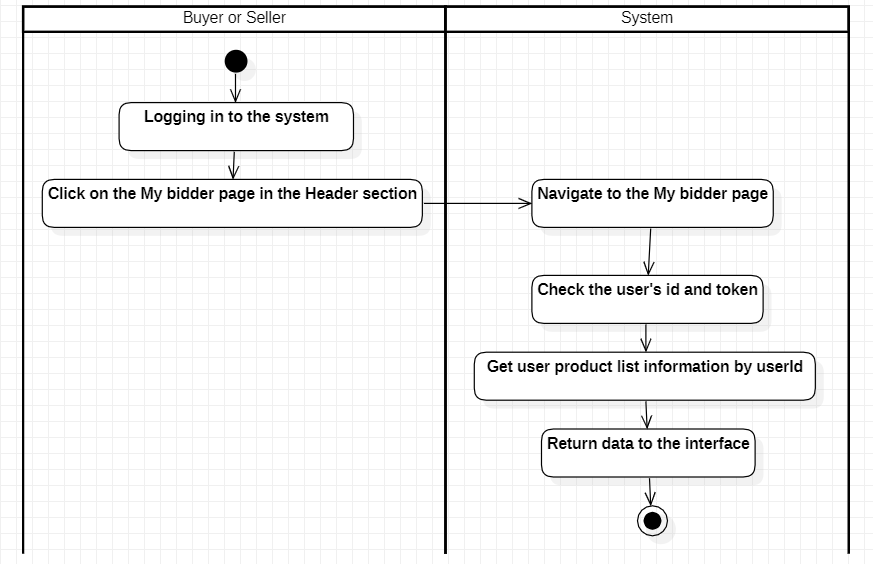 Buyer or Seller
System
Logging in to the system
Click on the My bidder page in the Header section
Navigate to the My bidder page
Check the user's id and token
Get user product list information by userId
Return data to the interface